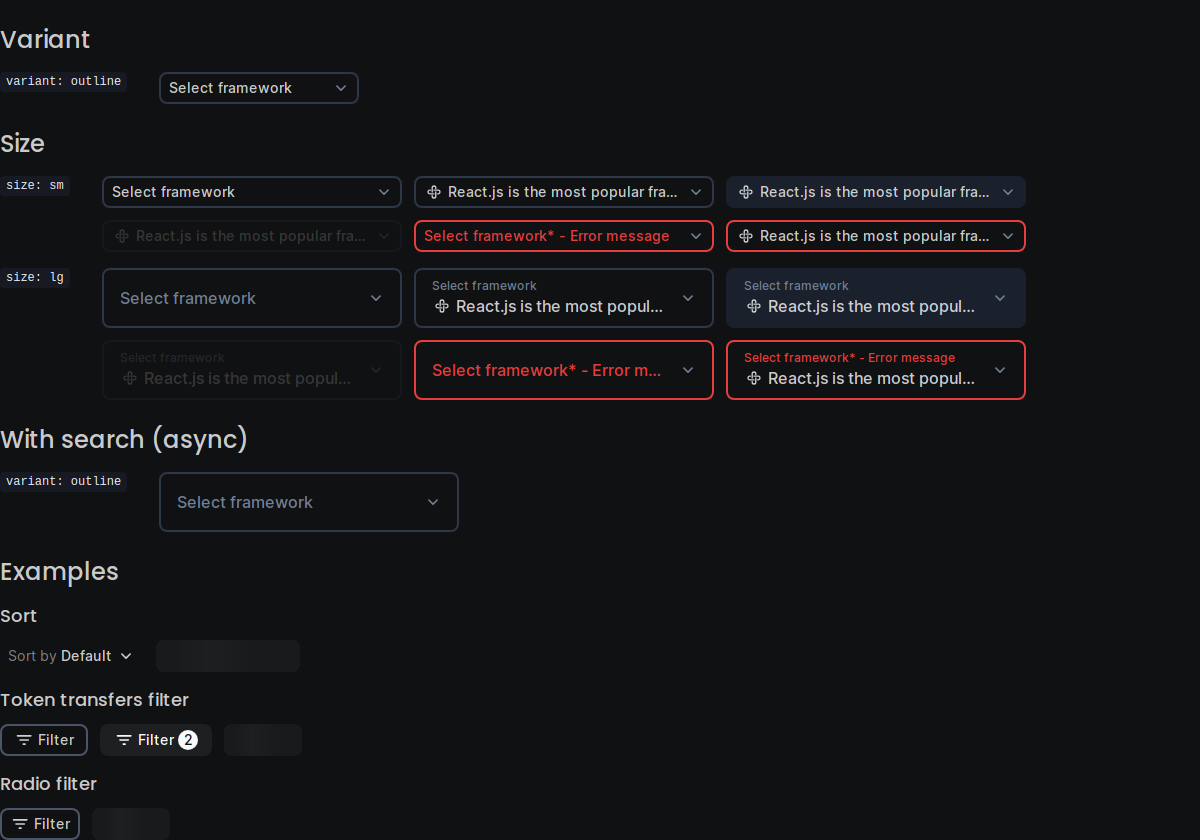 Variant
variant: outline
Select framework
Size
size: sm
Select framework
React.js is the most popular fra...
React.js is the most popular fra...
React.js is the most popular fra...
Select framework* - Error message
React.js is the most popular fra...
size: lg
Select framework
Select framework
React.js is the most popul...
Select framework
React.js is the most popul...
Select framework
React.js is the most popul...
Select framework* - Error m...
Select framework* - Error message
React.js is the most popul...
With search (async)
variant: outline
Select framework
Examples
Sort
Sort by Default
Token transfers filter
Filter
Filter 2
Radio filter
Filter